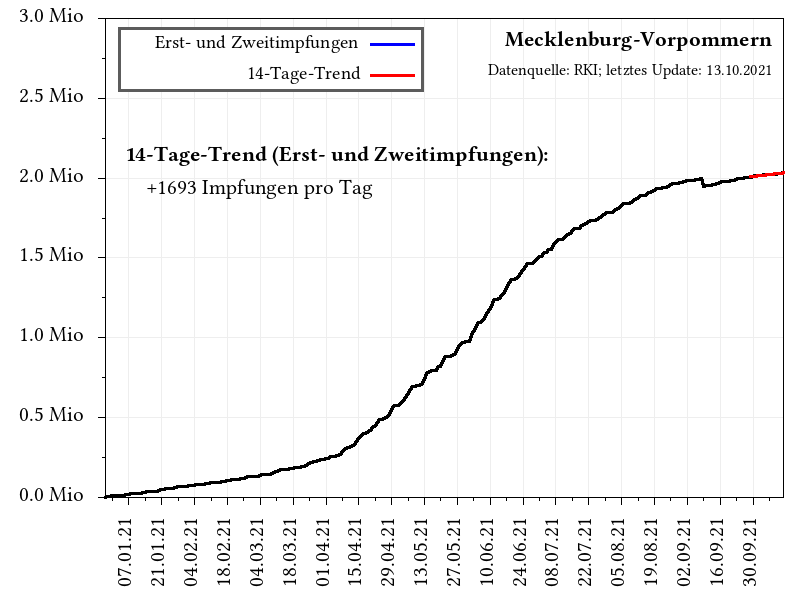 3.0 Mio
2.5 Mio
2.0 Mio
1.5 Mio
1.0 Mio
0.5 Mio
0.0 Mio
Erst- und Zweitimpfungen
14-Tage-Trend
Mecklenburg-Vorpommern
Datenquelle: RKI; letztes Update: 13.10.2021
14-Tage-Trend (Erst- und Zweitimpfungen):
+1693 Impfungen pro Tag
07.01.21
21.01.21
04.02.21
18.02.21
04.03.21
18.03.21
01.04.21
15.04.21
29.04.21
13.05.21
27.05.21
10.06.21
24.06.21
08.07.21
22.07.21
05.08.21
19.08.21
02.09.21
16.09.21
30.09.21